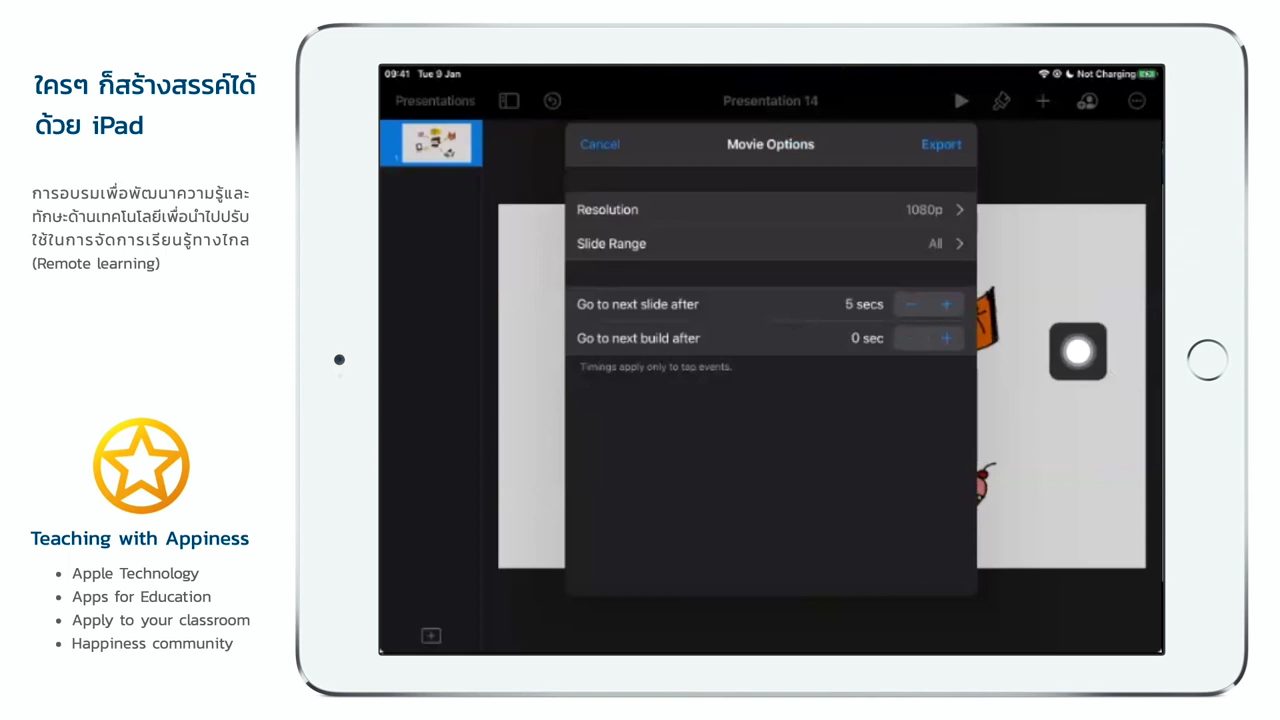 ใครๆ ก็สร้างสรรค์ได้
ด้วย iPad
การอบรมเพื่อพัฒนาความรู้และ
ทักษะด้านเทคโนโลยีเพื่อนำไปปรับ
ใช้ในการจัดการเรียนรู้ทางไกล
(Remote learning)
Teaching with Appiness
• Apple Technology
• Apps for Education
• Apply to your classroom
• Happiness community
09:41 Tue 9 Jan
Not Charging
Presentations
Presentation 14
1
Cancel
Movie Options
Export
Resolution 1080p
Slide Range All
Go to next slide after 5 secs
Go to next build after 0 sec
Timings apply only to tap events.